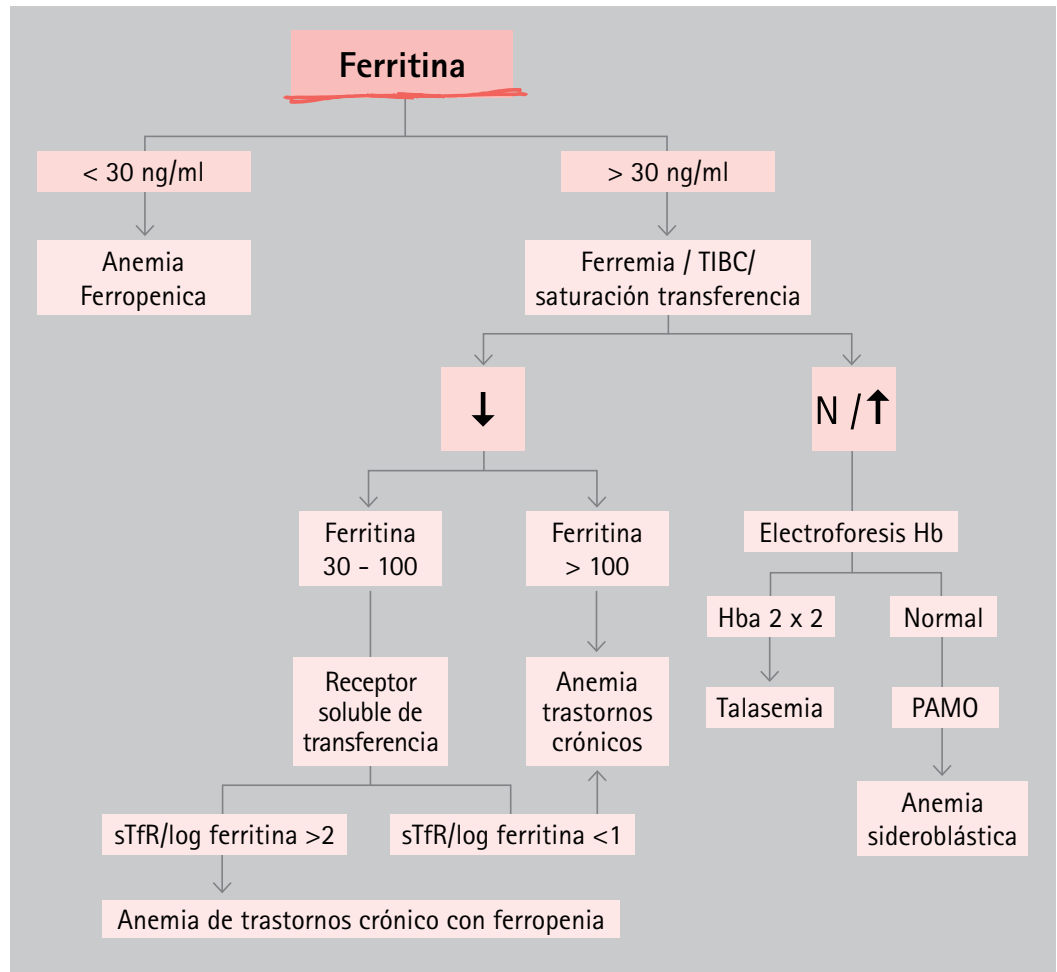 Ferritina
< 30 ng/ml
> 30 ng/ml
Anemia
Ferropenica
Ferremia / TIBC/
saturación transferencia
↓
N /↑
Ferritina
30 - 100
Ferritina
> 100
Electroforesis Hb
Hba 2 x 2
Normal
Receptor
soluble de
transferencia
Anemia
trastornos
crónicos
Talasemia
PAMO
sTfR/log ferritina >2
sTfR/log ferritina <1
Anemia
sideroblástica
Anemia de trastornos crónico con ferropenia